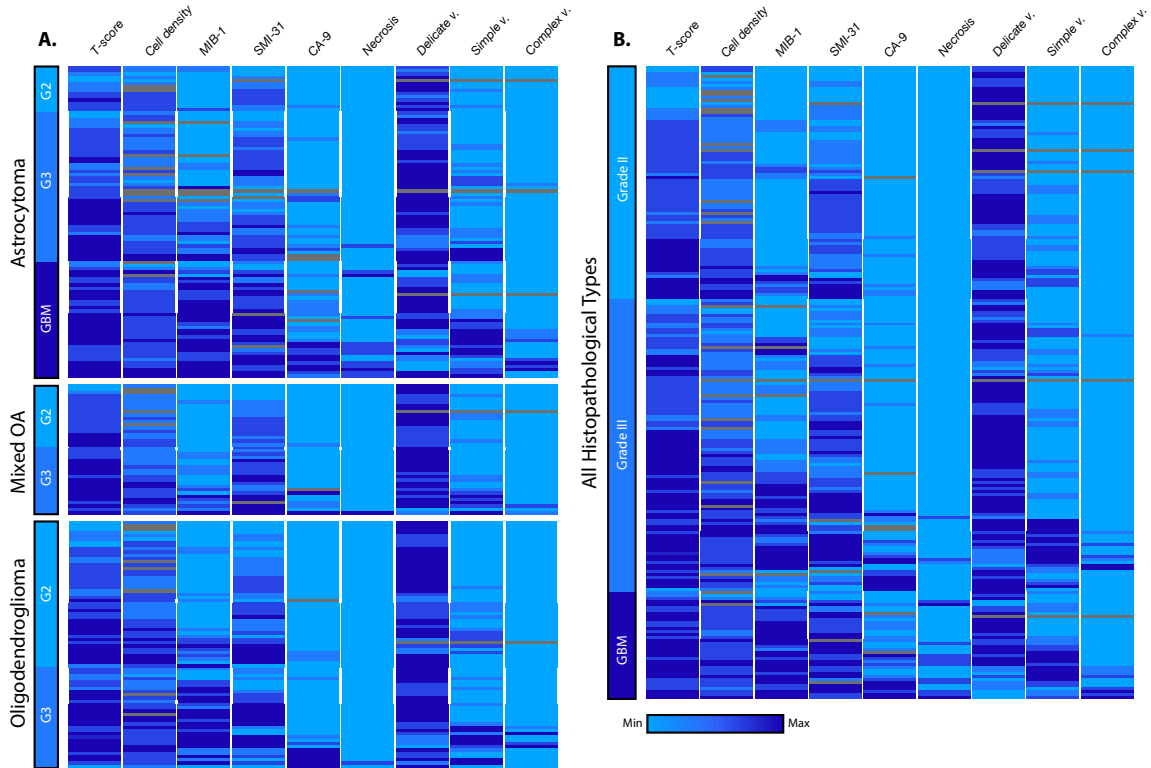 A.
T-score
Cell density
MIB-1
SMI-31
CA-9
Necrosis
Delicate v.
Simple v.
Complex v.
Astrocytoma
G2
G3
GBM
Mixed OA
G2
G3
Oligodendroglioma
G2
G3
B.
T-score
Cell density
MIB-1
SMI-31
CA-9
Necrosis
Delicate v.
Simple v.
Complex v.
All Histopathological Types
Grade II
Grade III
GBM
Min
Max